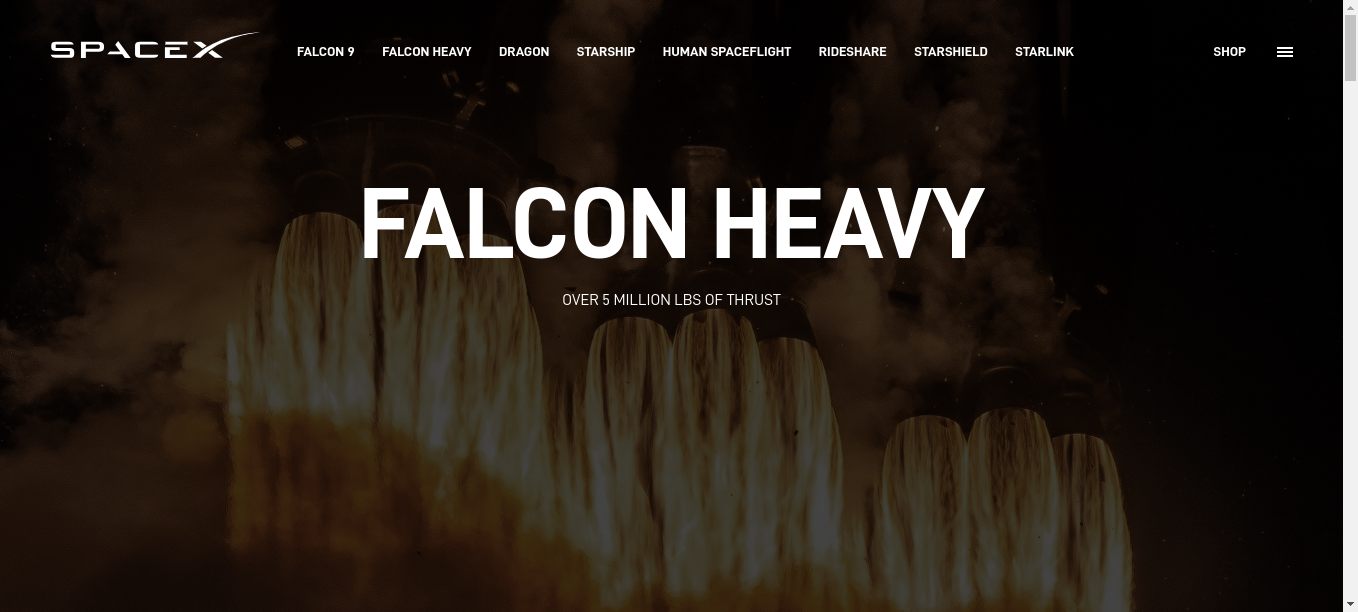 SPACEX FALCON 9 FALCON HEAVY DRAGON STARSHIP HUMAN SPACEFLIGHT RIDESHARE STARSHIELD STARLINK SHOP
FALCON HEAVY
OVER 5 MILLION LBS OF THRUST